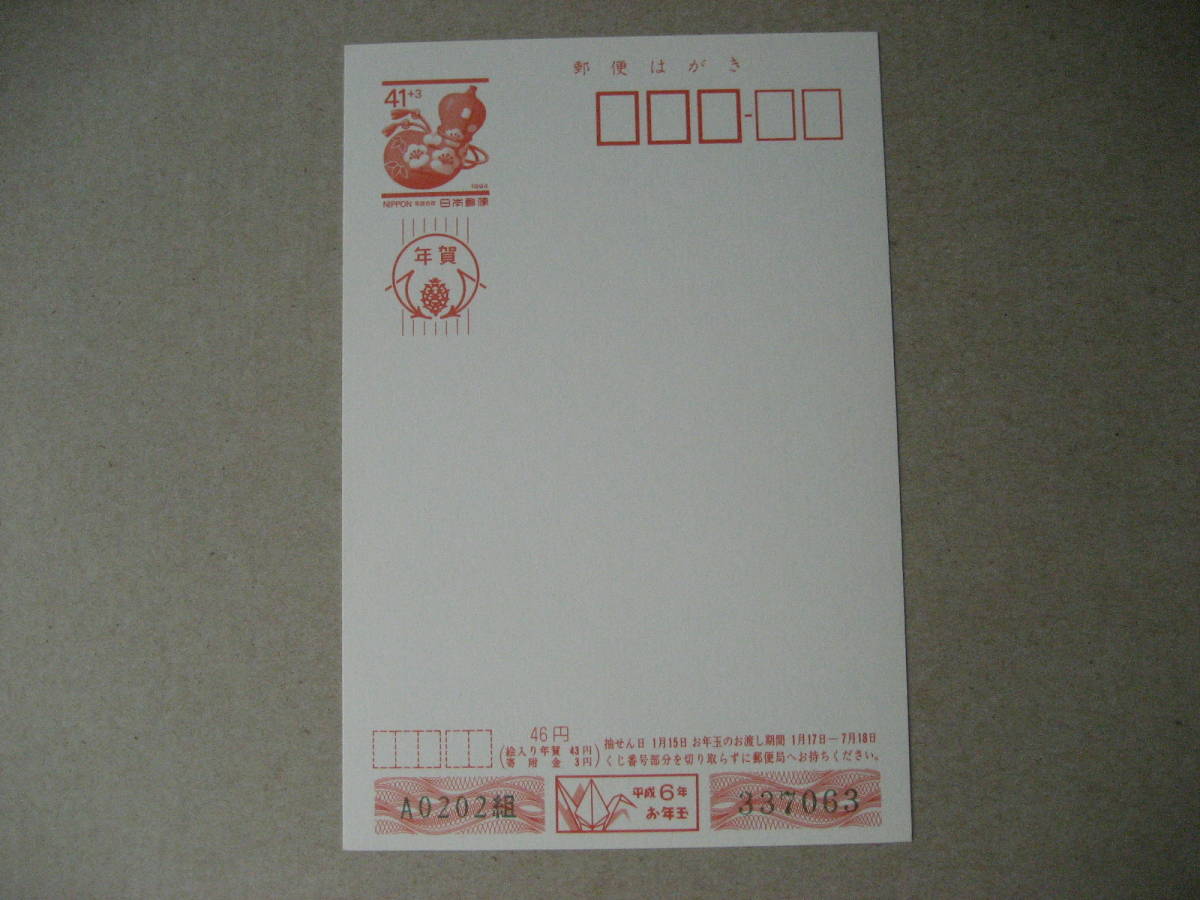 郵便はがき
41+3
1994
NIPPON 日本郵便
年賀
46円
(絵入り年賀 43円
寄附金 3円)
抽せん日 1月15日 お年玉のお渡し期間 1月17日―7月18日
くじ番号部分を切り取らずに郵便局へお持ちください。
A0202組
平成6年
お年玉
337063